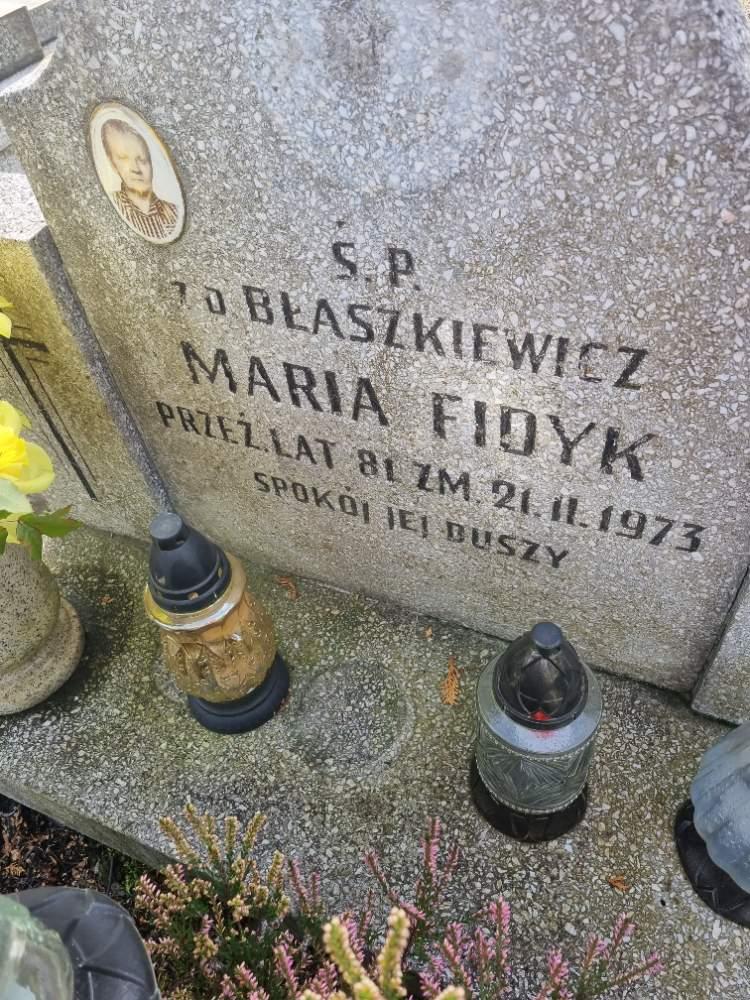 Ś. P.
Z D BŁASZKIEWICZ
MARIA FIDYK
PRZEŻ. LAT 81 ZM. 21. II. 1973
SPOKÓJ JEJ DUSZY